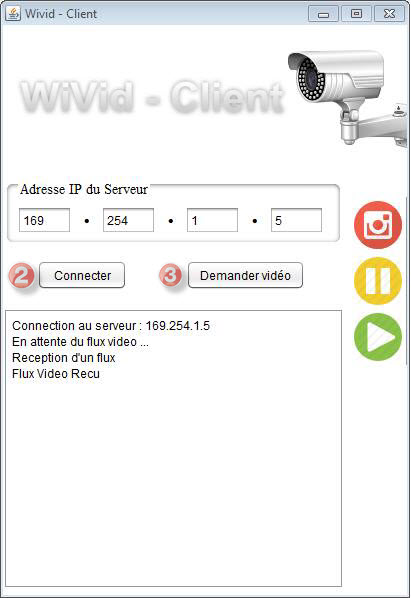 Wivid - Client
WiVid - Client
Adresse IP du Serveur
169 • 254 • 1 • 5
2 Connecter 3 Demander vidéo
Connection au serveur : 169.254.1.5
En attente du flux video ...
Reception d'un flux
Flux Video Recu